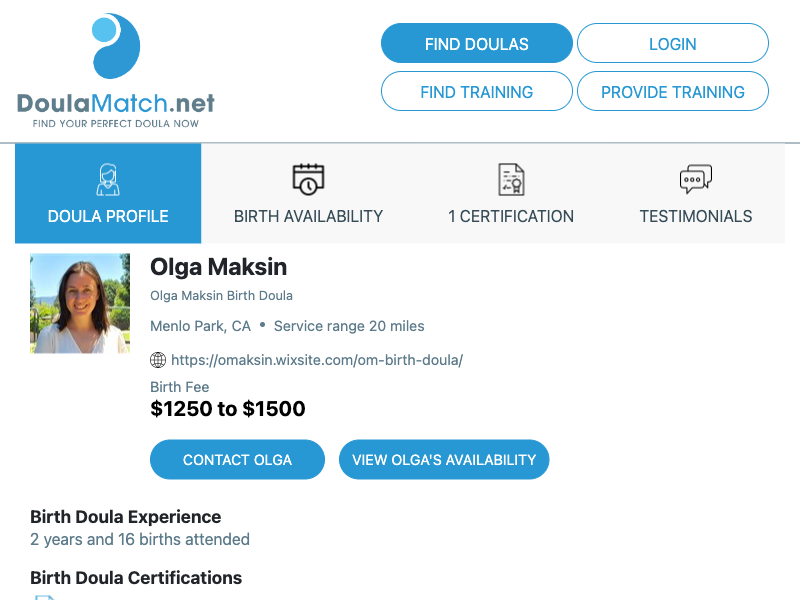 DoulaMatch.net
FIND YOUR PERFECT DOULA NOW
FIND DOULAS
LOGIN
FIND TRAINING
PROVIDE TRAINING
DOULA PROFILE
BIRTH AVAILABILITY
1 CERTIFICATION
TESTIMONIALS
Olga Maksin
Olga Maksin Birth Doula
Menlo Park, CA • Service range 20 miles
https://omaksin.wixsite.com/om-birth-doula/
Birth Fee
$1250 to $1500
CONTACT OLGA
VIEW OLGA'S AVAILABILITY
Birth Doula Experience
2 years and 16 births attended
Birth Doula Certifications